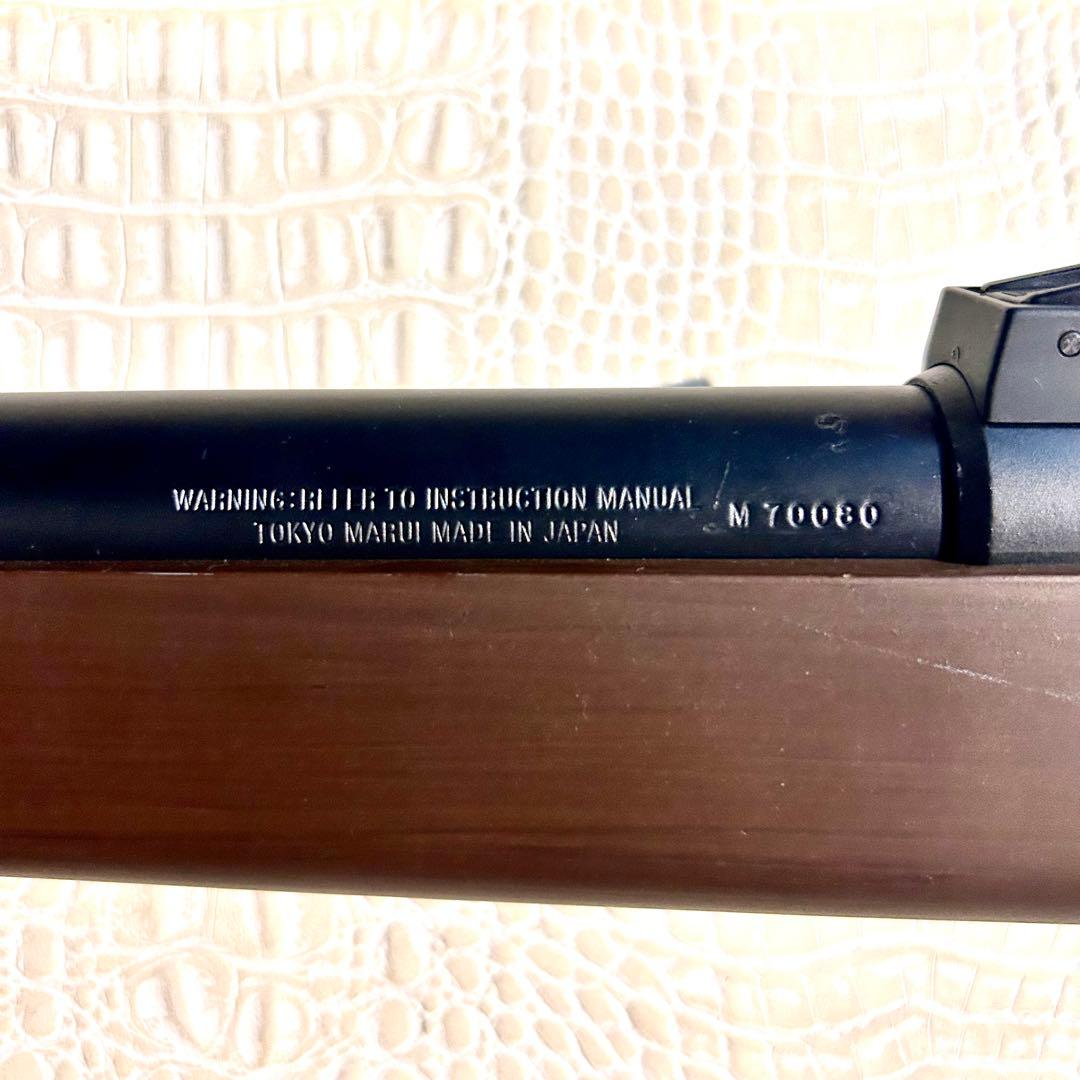 WARNING:REFER TO INSTRUCTION MANUAL
TOKYO MARUI MADE IN JAPAN
M 70080